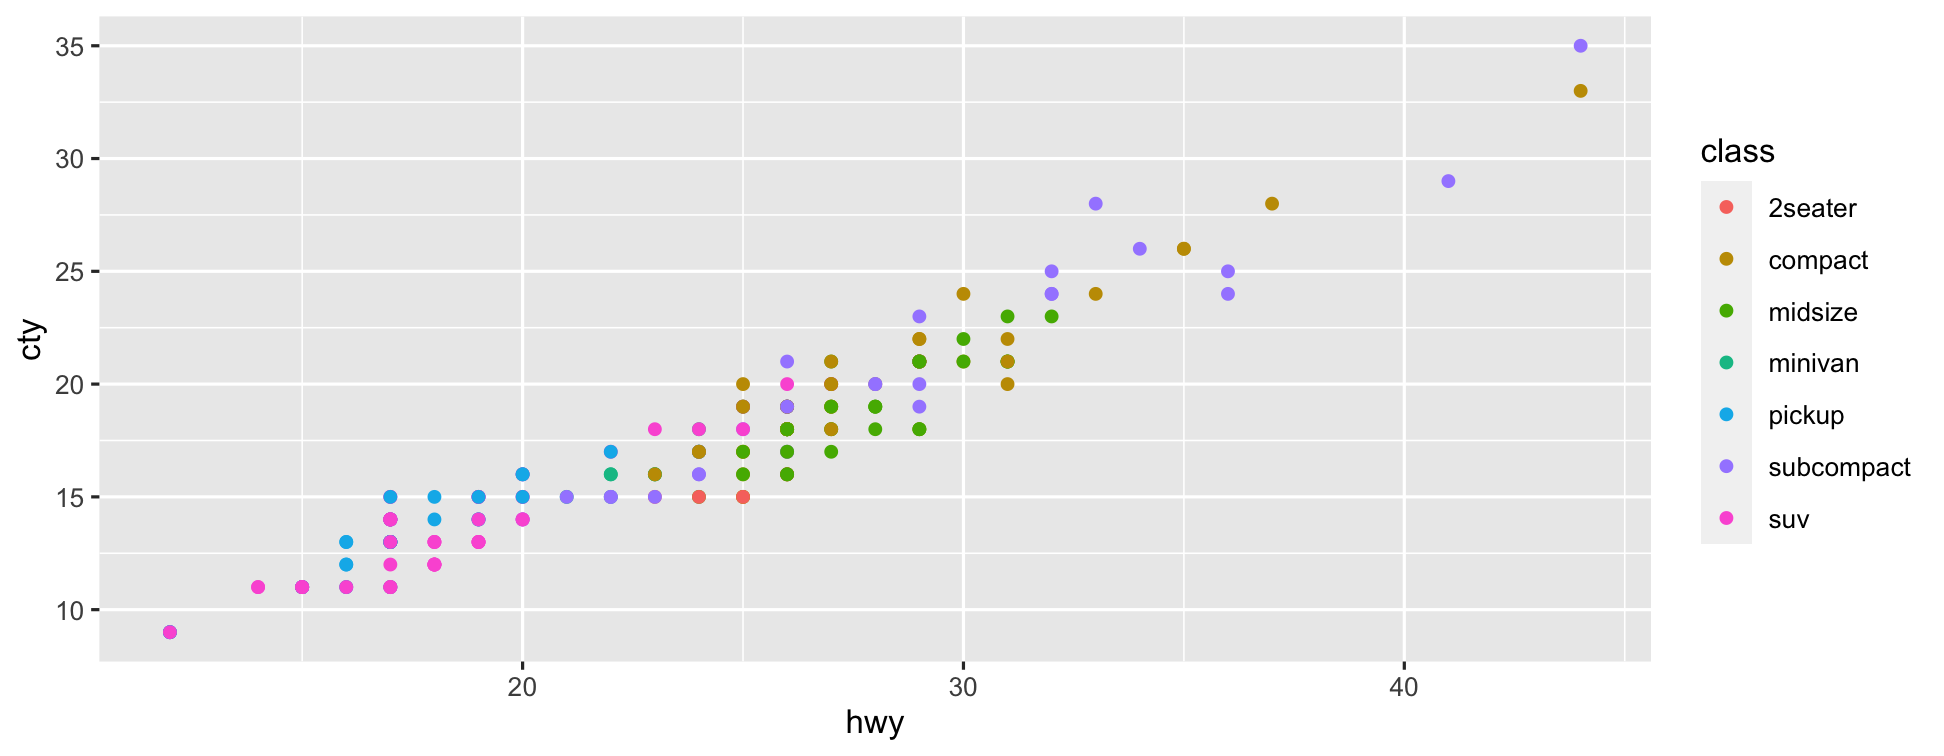 35
30
25
20
15
10
cty
20
30
40
hwy
class
2seater
compact
midsize
minivan
pickup
subcompact
suv